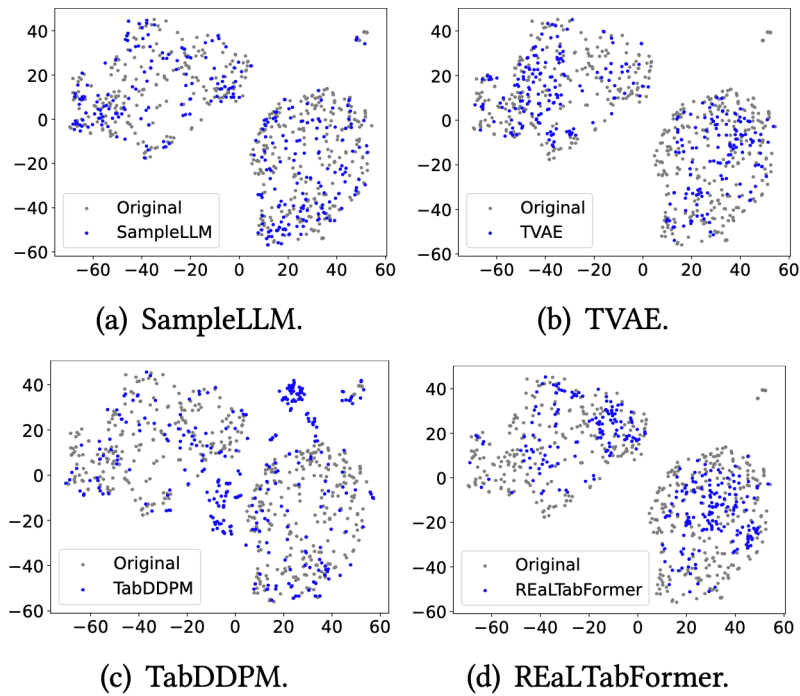 40
20
0
−20
−40
−60
Original
SampleLLM
−60 −40 −20 0 20 40 60
(a) SampleLLM.
40
20
0
−20
−40
−60
Original
TVAE
−60 −40 −20 0 20 40 60
(b) TVAE.
40
20
0
−20
−40
−60
Original
TabDDPM
−60 −40 −20 0 20 40 60
(c) TabDDPM.
40
20
0
−20
−40
−60
Original
REaLTabFormer
−60 −40 −20 0 20 40 60
(d) REaLTabFormer.